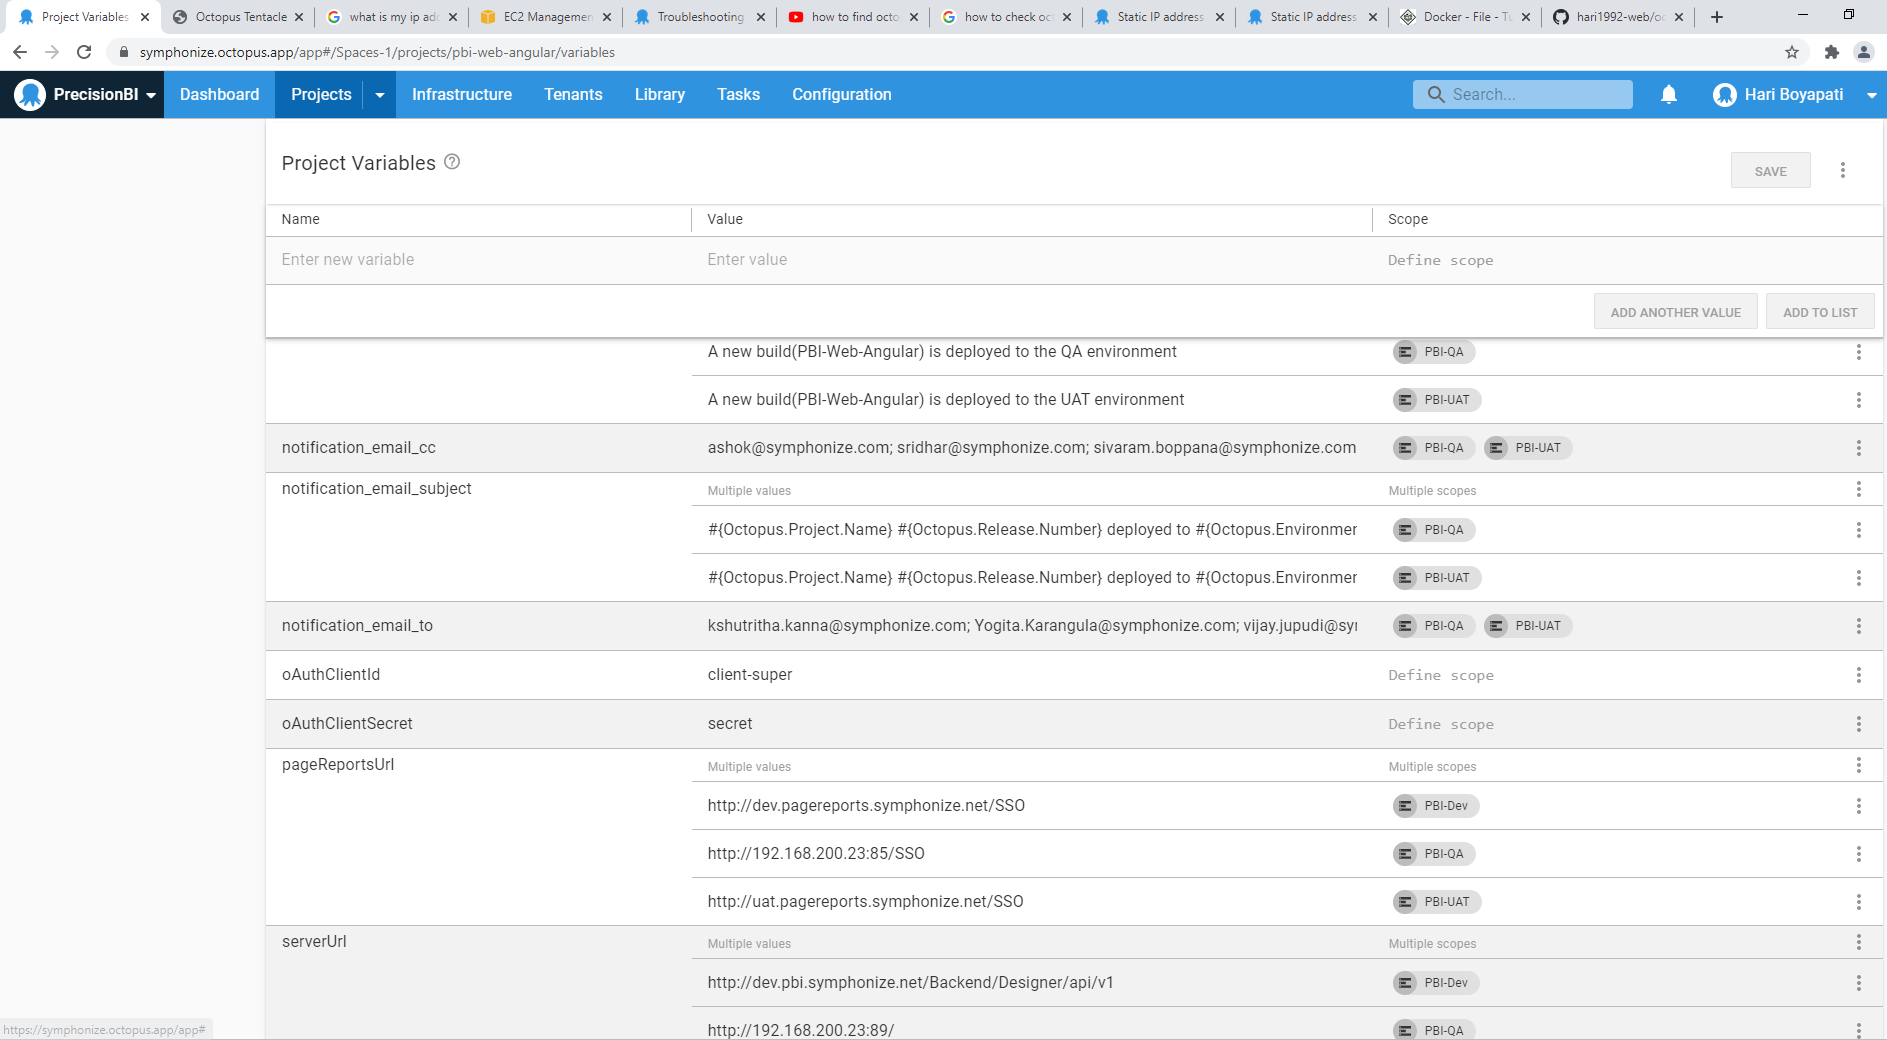 Project Variables
Octopus Tentacle
what is my ip add
EC2 Managemen
Troubleshooting
how to find octo
how to check oct
Static IP address
Static IP address
Docker - File - Tu
hari1992-web/oc
symphonize.octopus.app/app#/Spaces-1/projects/pbi-web-angular/variables
PrecisionBI
Dashboard
Projects
Infrastructure
Tenants
Library
Tasks
Configuration
Search...
Hari Boyapati
Project Variables
SAVE
Name
Value
Scope
Enter new variable
Enter value
Define scope
ADD ANOTHER VALUE
ADD TO LIST
A new build(PBI-Web-Angular) is deployed to the QA environment
PBI-QA
A new build(PBI-Web-Angular) is deployed to the UAT environment
PBI-UAT
notification_email_cc
ashok@symphonize.com; sridhar@symphonize.com; sivaram.boppana@symphonize.com
PBI-QA
PBI-UAT
notification_email_subject
Multiple values
Multiple scopes
#{Octopus.Project.Name} #{Octopus.Release.Number} deployed to #{Octopus.Environmer
PBI-QA
#{Octopus.Project.Name} #{Octopus.Release.Number} deployed to #{Octopus.Environmer
PBI-UAT
notification_email_to
kshutritha.kanna@symphonize.com; Yogita.Karangula@symphonize.com; vijay.jupudi@syı
PBI-QA
PBI-UAT
oAuthClientId
client-super
Define scope
oAuthClientSecret
secret
Define scope
pageReportsUrl
Multiple values
Multiple scopes
http://dev.pagereports.symphonize.net/SSO
PBI-Dev
http://192.168.200.23:85/SSO
PBI-QA
http://uat.pagereports.symphonize.net/SSO
PBI-UAT
serverUrl
Multiple values
Multiple scopes
http://dev.pbi.symphonize.net/Backend/Designer/api/v1
PBI-Dev
http://192.168.200.23:89/
PBI-QA
https://symphonize.octopus.app/app#